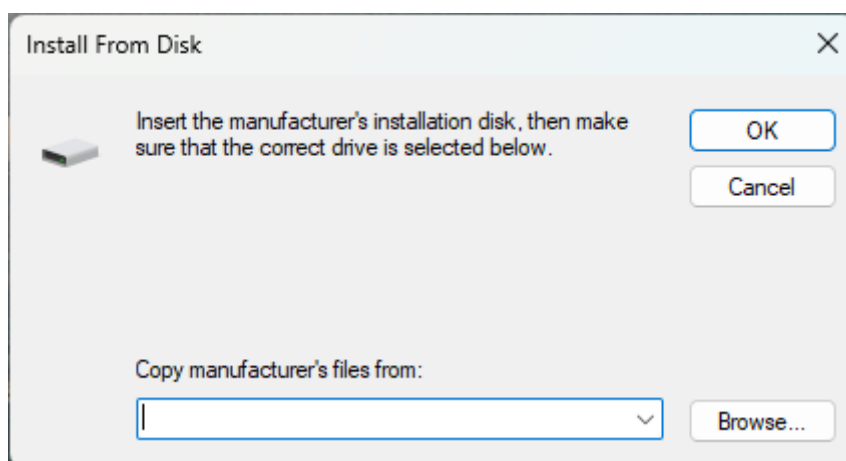 Install From Disk
Insert the manufacturer's installation disk, then make
sure that the correct drive is selected below.
OK
Cancel
Copy manufacturer's files from:
Browse...